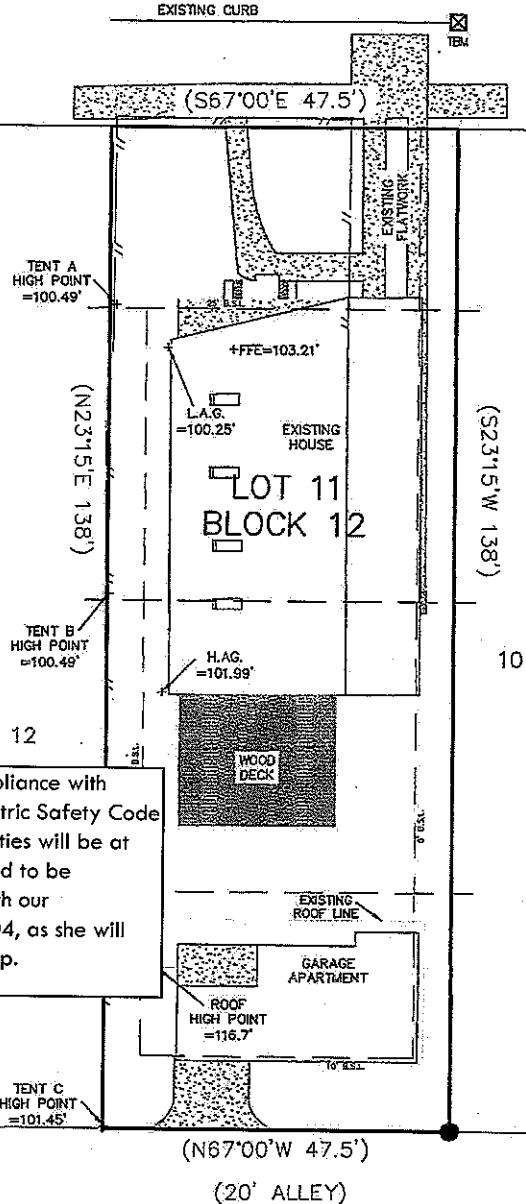 EXISTING CURB
TBM
(S67°00'E 47.5')
EXISTING
FLATWORK
TENT A
HIGH POINT
=100.49'
+FFE=103.21'
L.A.G.
=100.25'
EXISTING
HOUSE
(N23°15'E 138')
(S23°15'W 138')
LOT 11
BLOCK 12
TENT B
HIGH POINT
=100.49'
H.AG.
=101.99'
10
12
WOOD
DECK
pliance with
tric Safety Code
ties will be at
d to be
th our
04, as she will
p.
EXISTING
ROOF LINE
GARAGE
APARTMENT
ROOF
HIGH POINT
=116.7'
10' B.S.L.
TENT C
HIGH POINT
=101.45'
(N67°00'W 47.5')
(20' ALLEY)